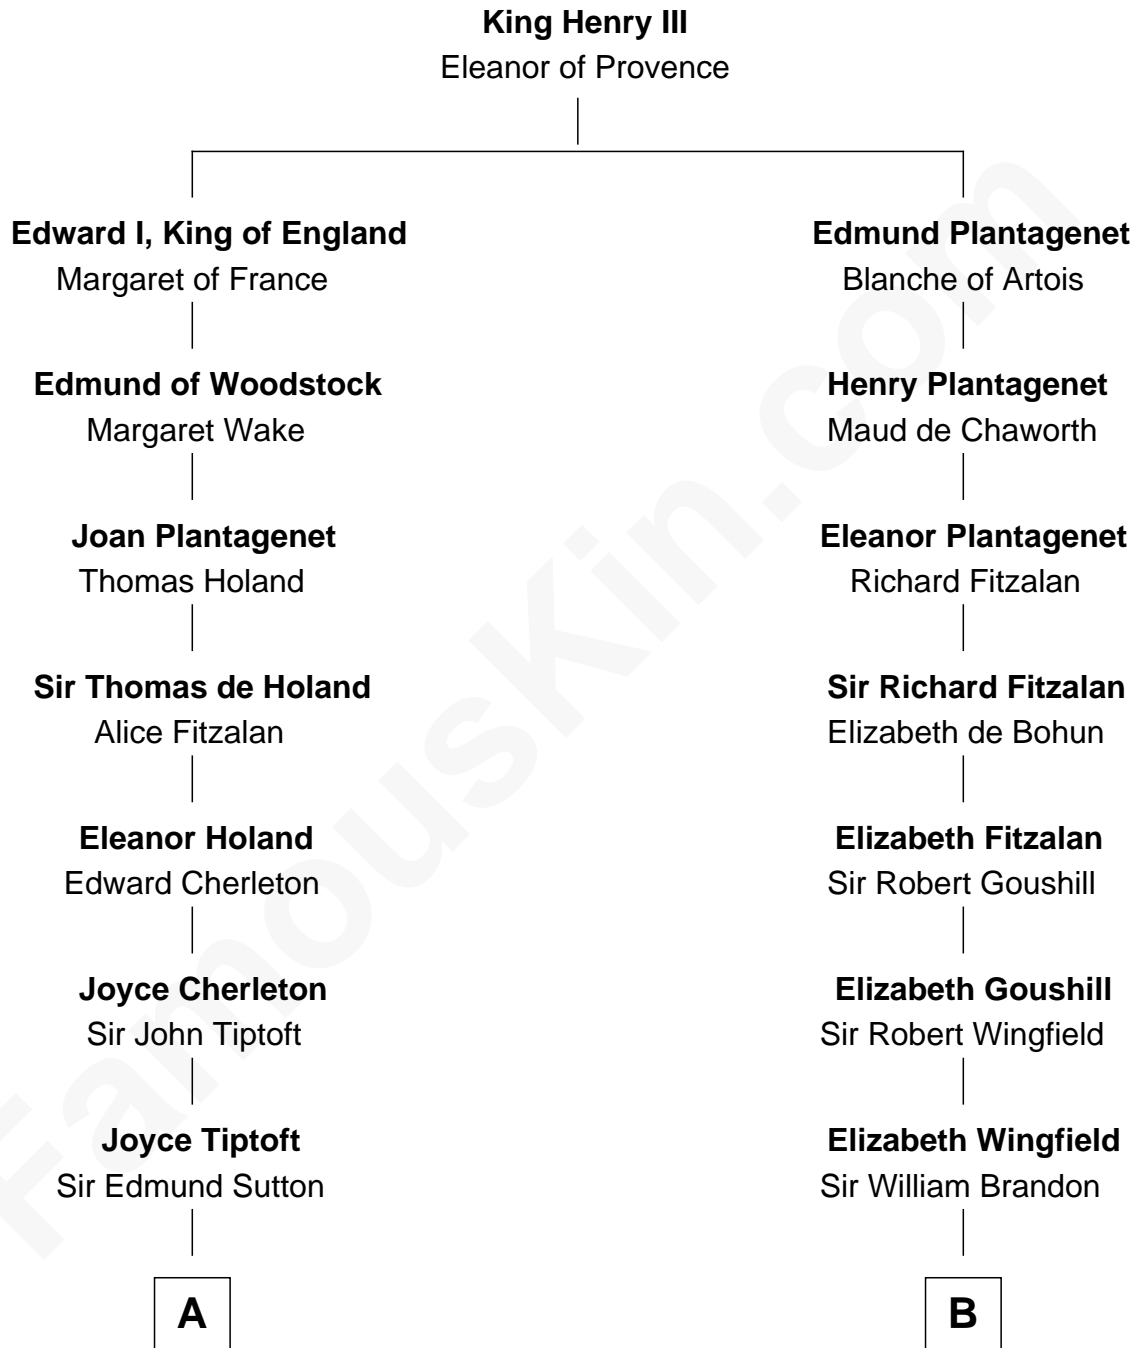 King Henry III
Eleanor of Provence
Edward I, King of England
Margaret of France
Edmund of Woodstock
Margaret Wake
Joan Plantagenet
Thomas Holand
Sir Thomas de Holand
Alice Fitzalan
Eleanor Holand
Edward Cherleton
Joyce Cherleton
Sir John Tiptoft
Joyce Tiptoft
Sir Edmund Sutton
A
Edmund Plantagenet
Blanche of Artois
Henry Plantagenet
Maud de Chaworth
Eleanor Plantagenet
Richard Fitzalan
Sir Richard Fitzalan
Elizabeth de Bohun
Elizabeth Fitzalan
Sir Robert Goushill
Elizabeth Goushill
Sir Robert Wingfield
Elizabeth Wingfield
Sir William Brandon
B
FamousKin.com